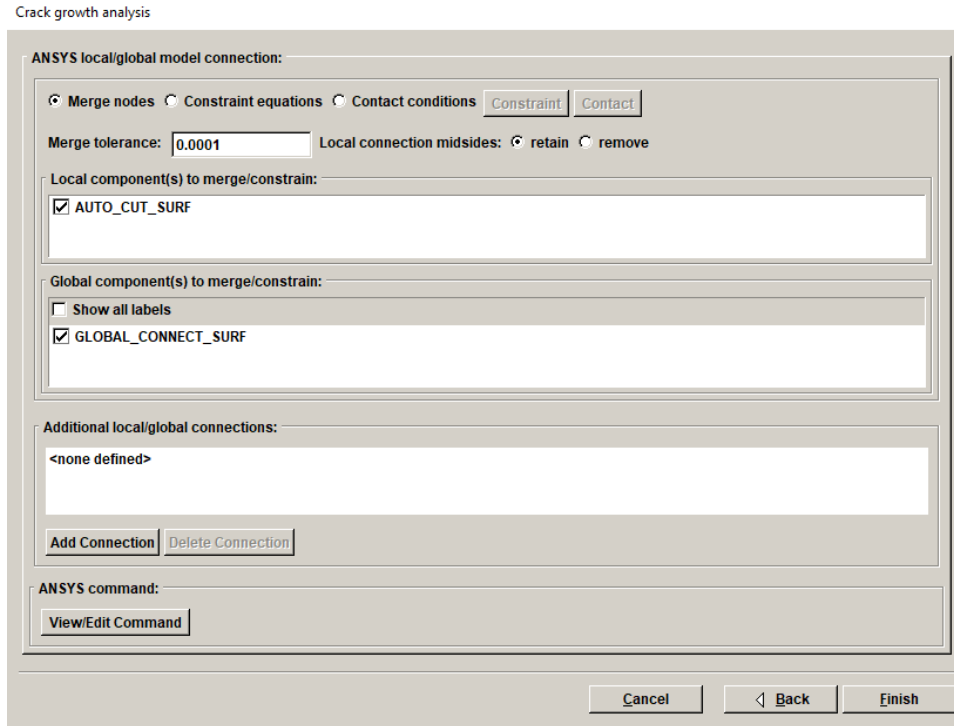 Crack growth analysis
ANSYS local/global model connection:
Merge nodes Constraint equations Contact conditions Constraint Contact
Merge tolerance: 0.0001 Local connection midsides: retain remove
Local component(s) to merge/constrain:
AUTO_CUT_SURF
Global component(s) to merge/constrain:
Show all labels
GLOBAL_CONNECT_SURF
Additional local/global connections:
<none defined>
Add Connection Delete Connection
ANSYS command:
View/Edit Command
Cancel Back Finish